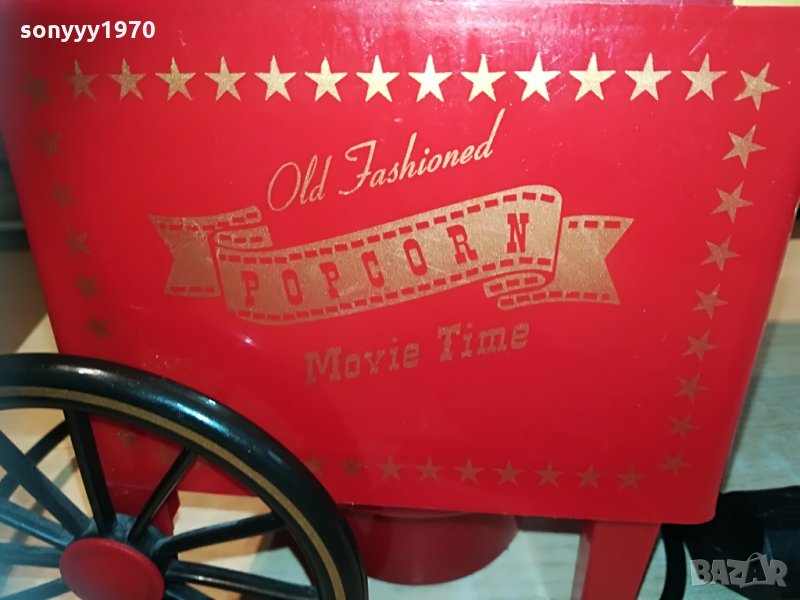 sonyyy1970
Old Fashioned
POPCORN
Movie Time
BAZAR